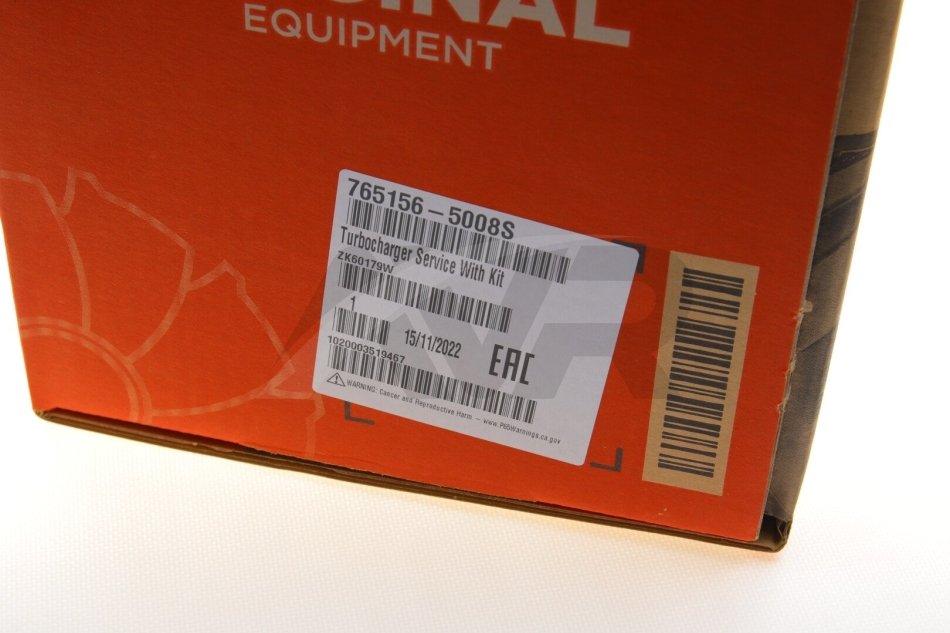 EQUIPMENT
765156-5008S
Turbocharger Service With Kit
ZK60179W
1
15/11/2022
EAC
1020003519467
WARNING: Cancer and Reproductive Harm — www.P65Warnings.ca.gov